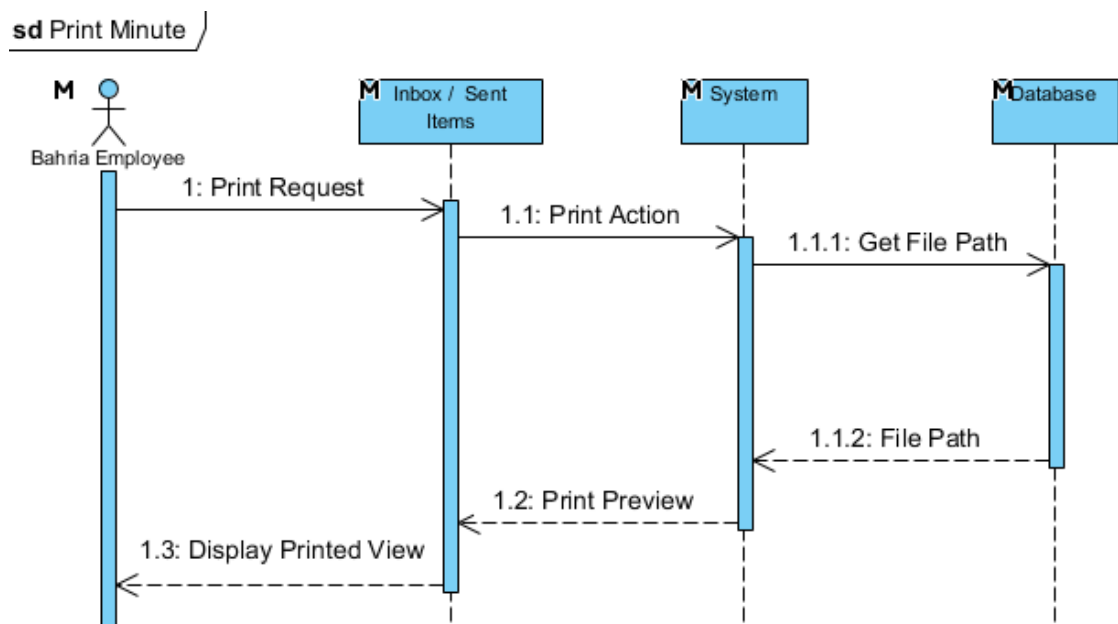 sd Print Minute
M
Bahria Employee
M Inbox / Sent
Items
M System
M Database
1: Print Request
1.1: Print Action
1.1.1: Get File Path
1.1.2: File Path
1.2: Print Preview
1.3: Display Printed View